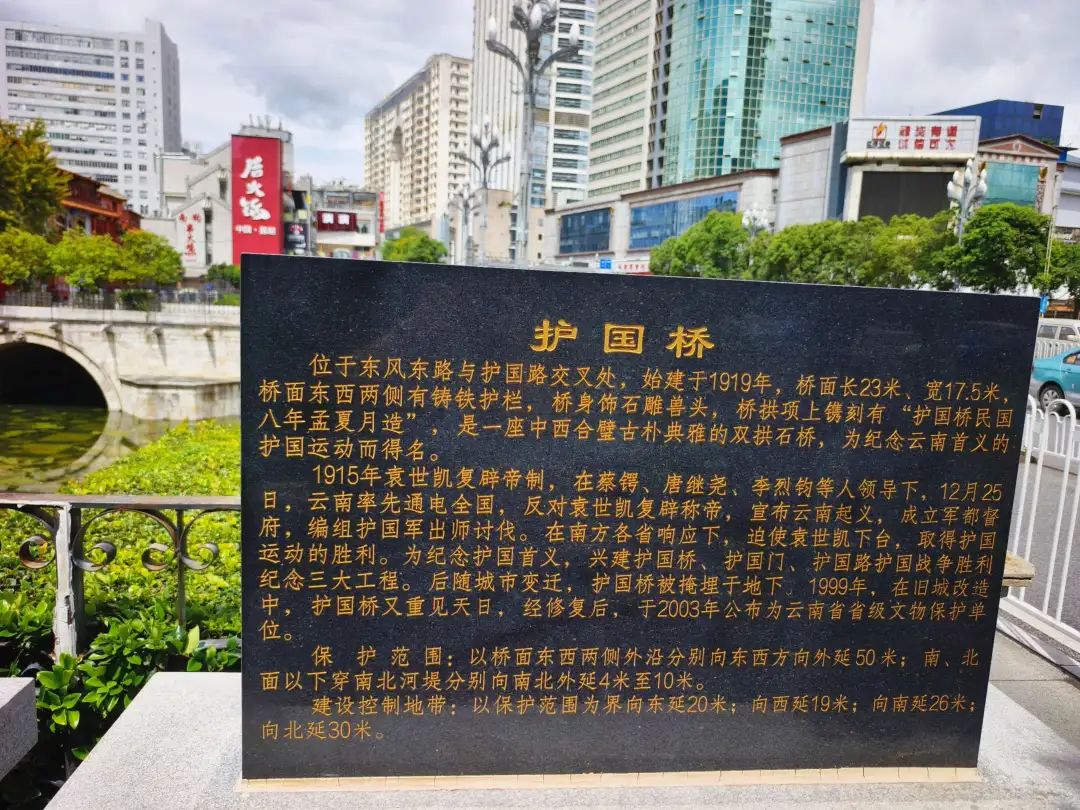 后火锅
中国·昆明
护国桥
位于东风东路与护国路交叉处，始建于1919年，桥面长23米、宽17.5米，
桥面东西两侧有铸铁护栏，桥身饰石雕兽头，桥拱项上镌刻有“护国桥民国
八年孟夏月造”，是一座中西合璧古朴典雅的双拱石桥，为纪念云南首义的
护国运动而得名。
1915年袁世凯复辟帝制，在蔡锷、唐继尧、李烈钧等人领导下，12月25
日，云南率先通电全国，反对袁世凯复辟称帝，宣布云南起义，成立军都督
府，编组护国军出师讨伐。在南方各省响应下，迫使袁世凯下台，取得护国
运动的胜利。为纪念护国首义，兴建护国桥、护国门、护国路护国战争胜利
纪念三大工程。后随城市变迁，护国桥被掩埋于地下。1999年，在旧城改造
中，护国桥又重见天日，经修复后，于2003年公布为云南省省级文物保护单
位。
保护范围：以桥面东西两侧外沿分别向东西方向外延50米；南、北
面以下穿南北河堤分别向南北外延4米至10米。
建设控制地带：以保护范围为界向东延20米；向西延19米；向南延26米；
向北延30米。